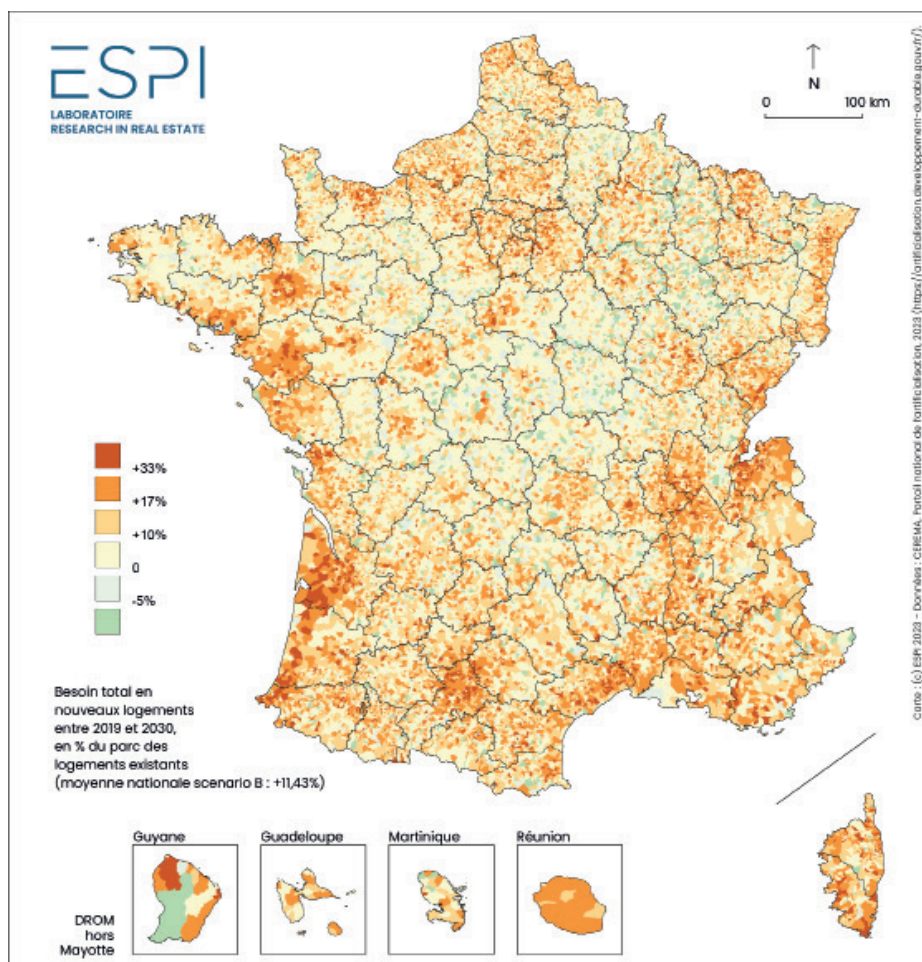 ESPI
LABORATOIRE
RESEARCH IN REAL ESTATE
N
0 100 km
+33%
+17%
+10%
0
-5%
Besoin total en
nouveaux logements
entre 2019 et 2030,
en % du parc des
logements existants
(moyenne nationale scenario B : +11,43%)
Guyane
Guadeloupe
Martinique
Réunion
DROM
hors
Mayotte
Carte : (c) ESPI 2023 - Données : CEREMA, Portail national de l'artificialisation, 2023 (https://artificialisation.developpement-durable.gouv.fr/).